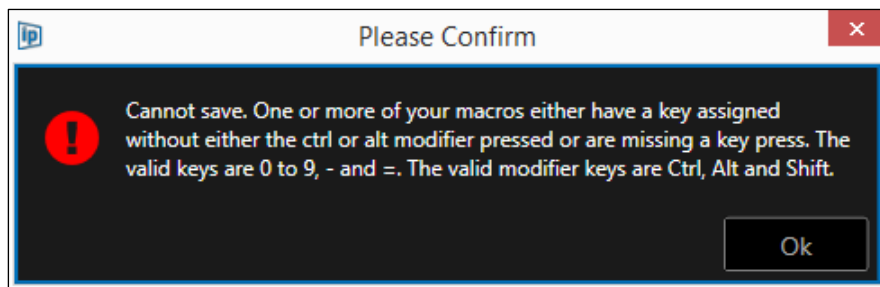 ip
Please Confirm
Cannot save. One or more of your macros either have a key assigned
without either the ctrl or alt modifier pressed or are missing a key press. The
valid keys are 0 to 9, - and =. The valid modifier keys are Ctrl, Alt and Shift.
Ok